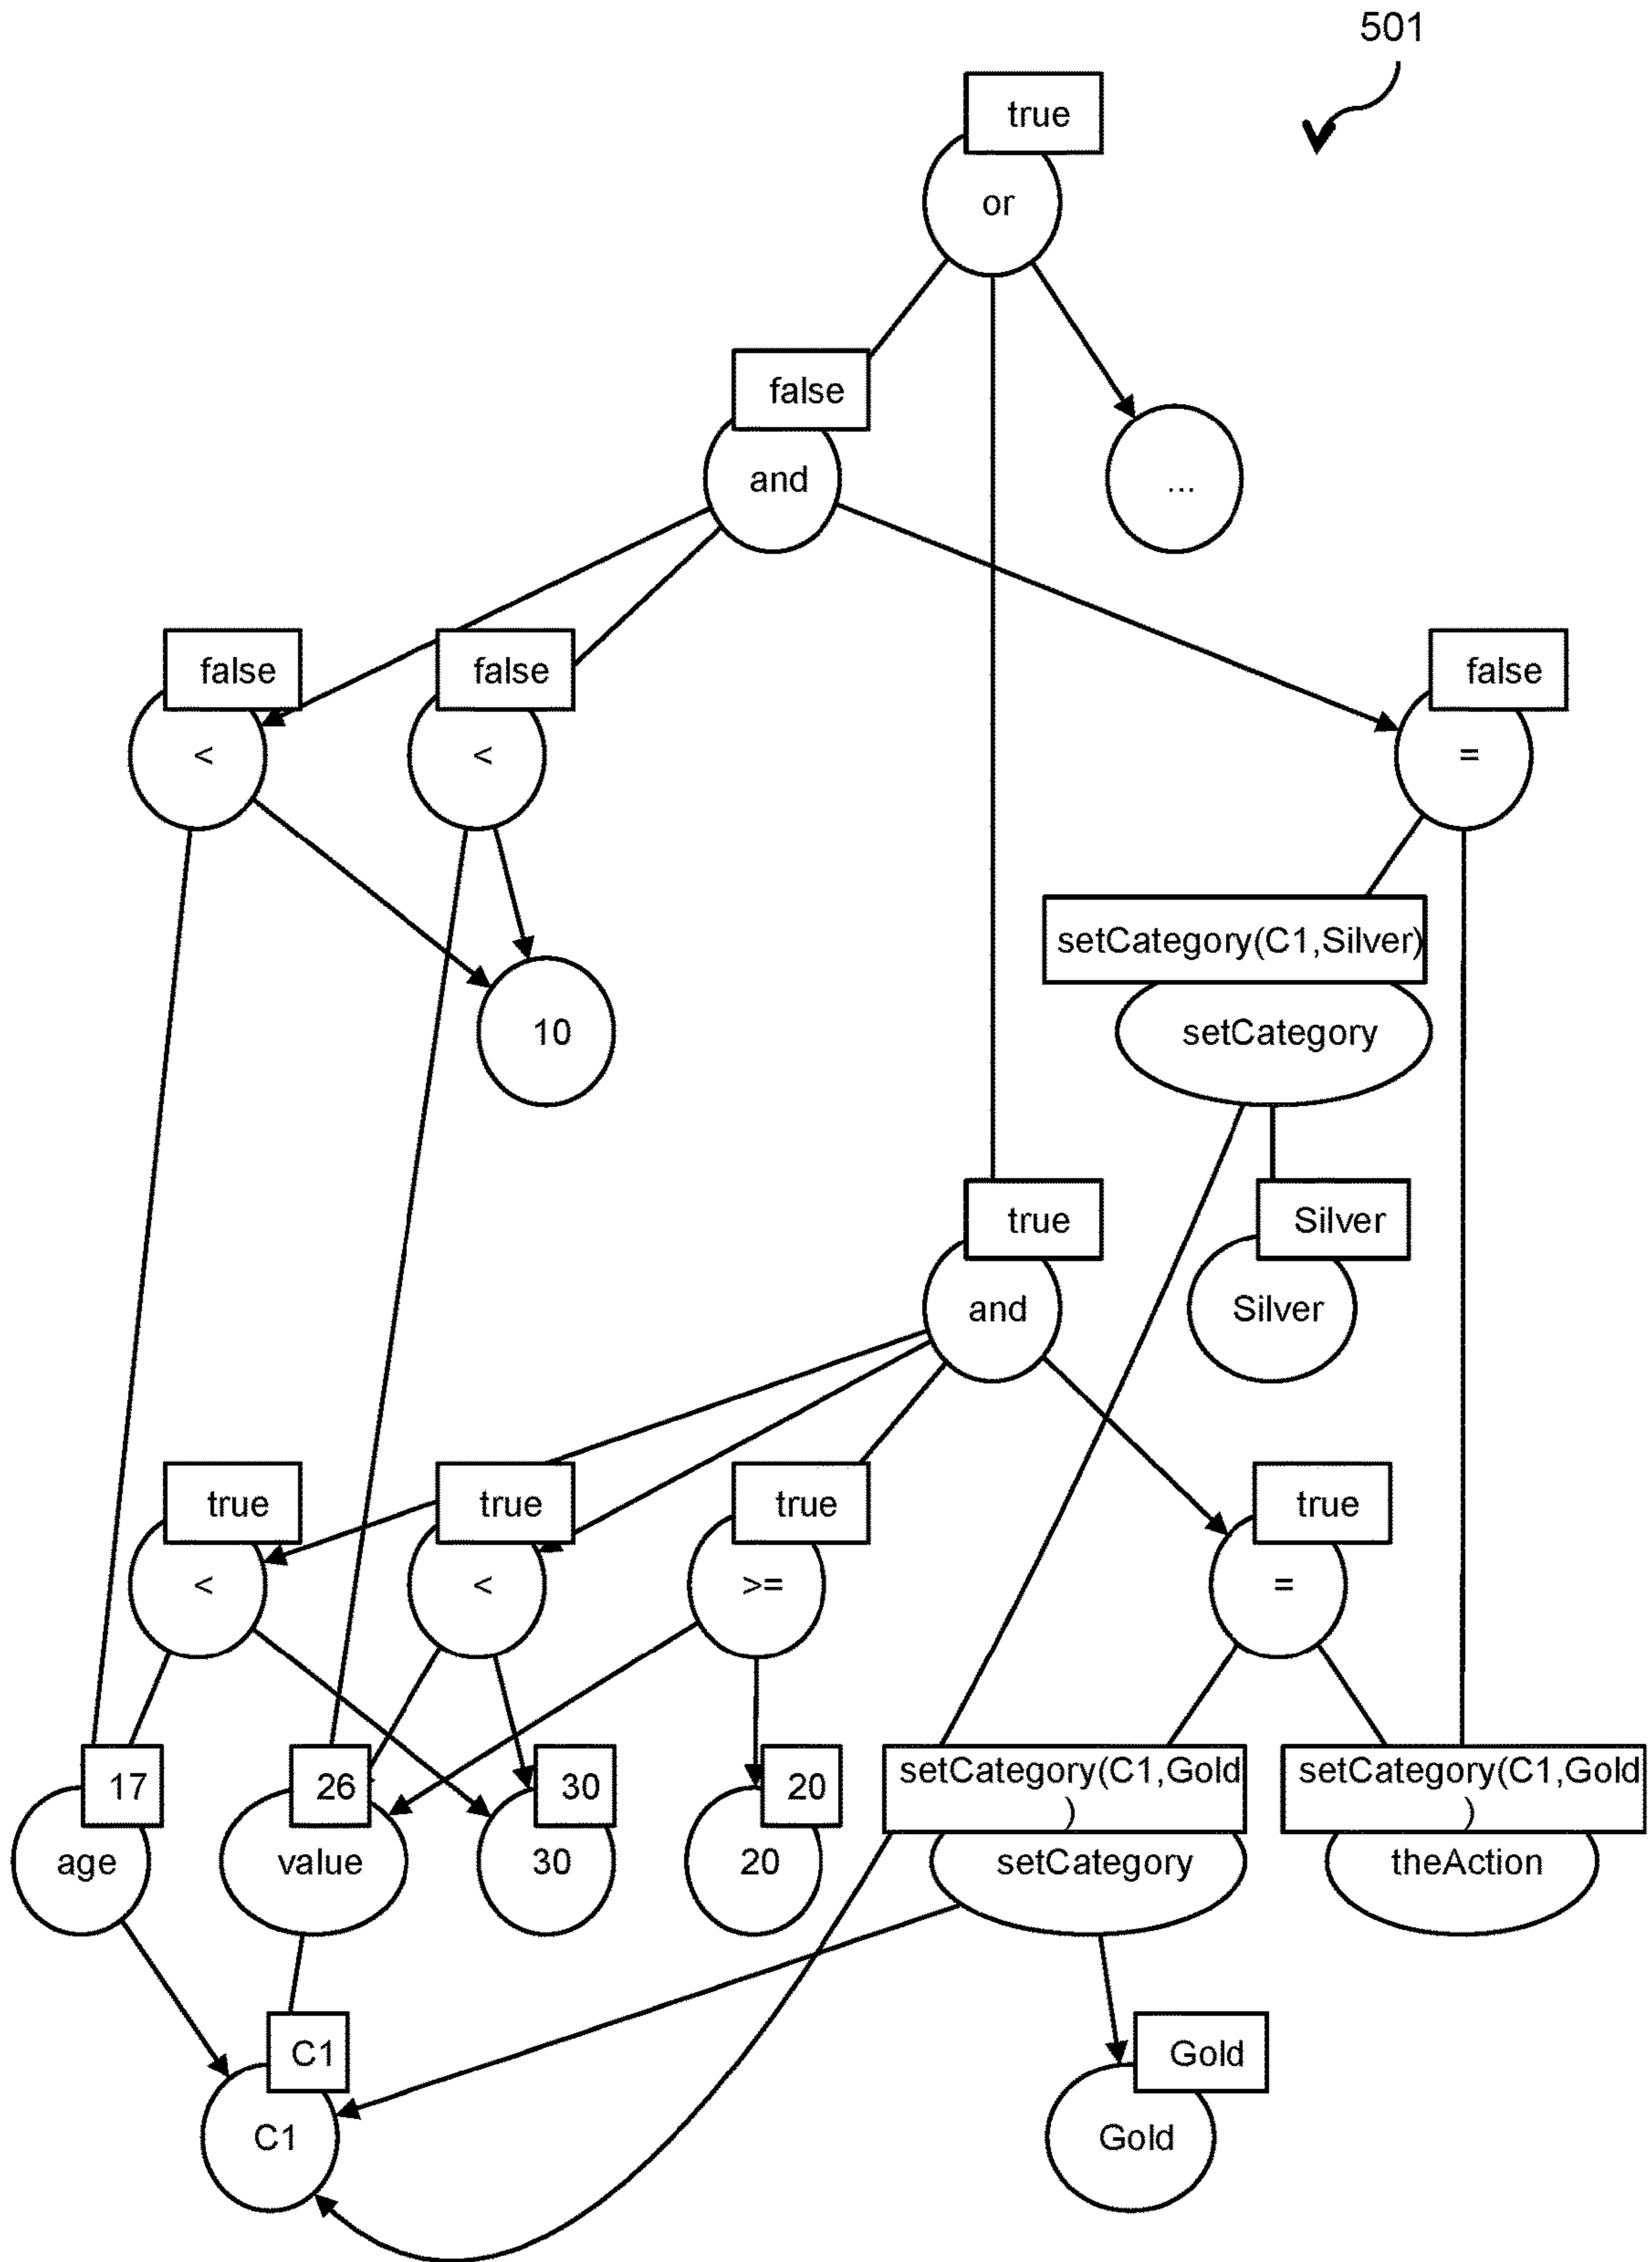 501
true
or
false
and
...
false
false
false
<
<
=
setCategory(C1,Silver)
10
setCategory
true
Silver
and
Silver
true
true
true
true
<
<
>=
=
17
26
30
20
setCategory(C1,Gold
)
setCategory(C1,Gold
)
age
value
30
20
setCategory
theAction
C1
Gold
C1
Gold